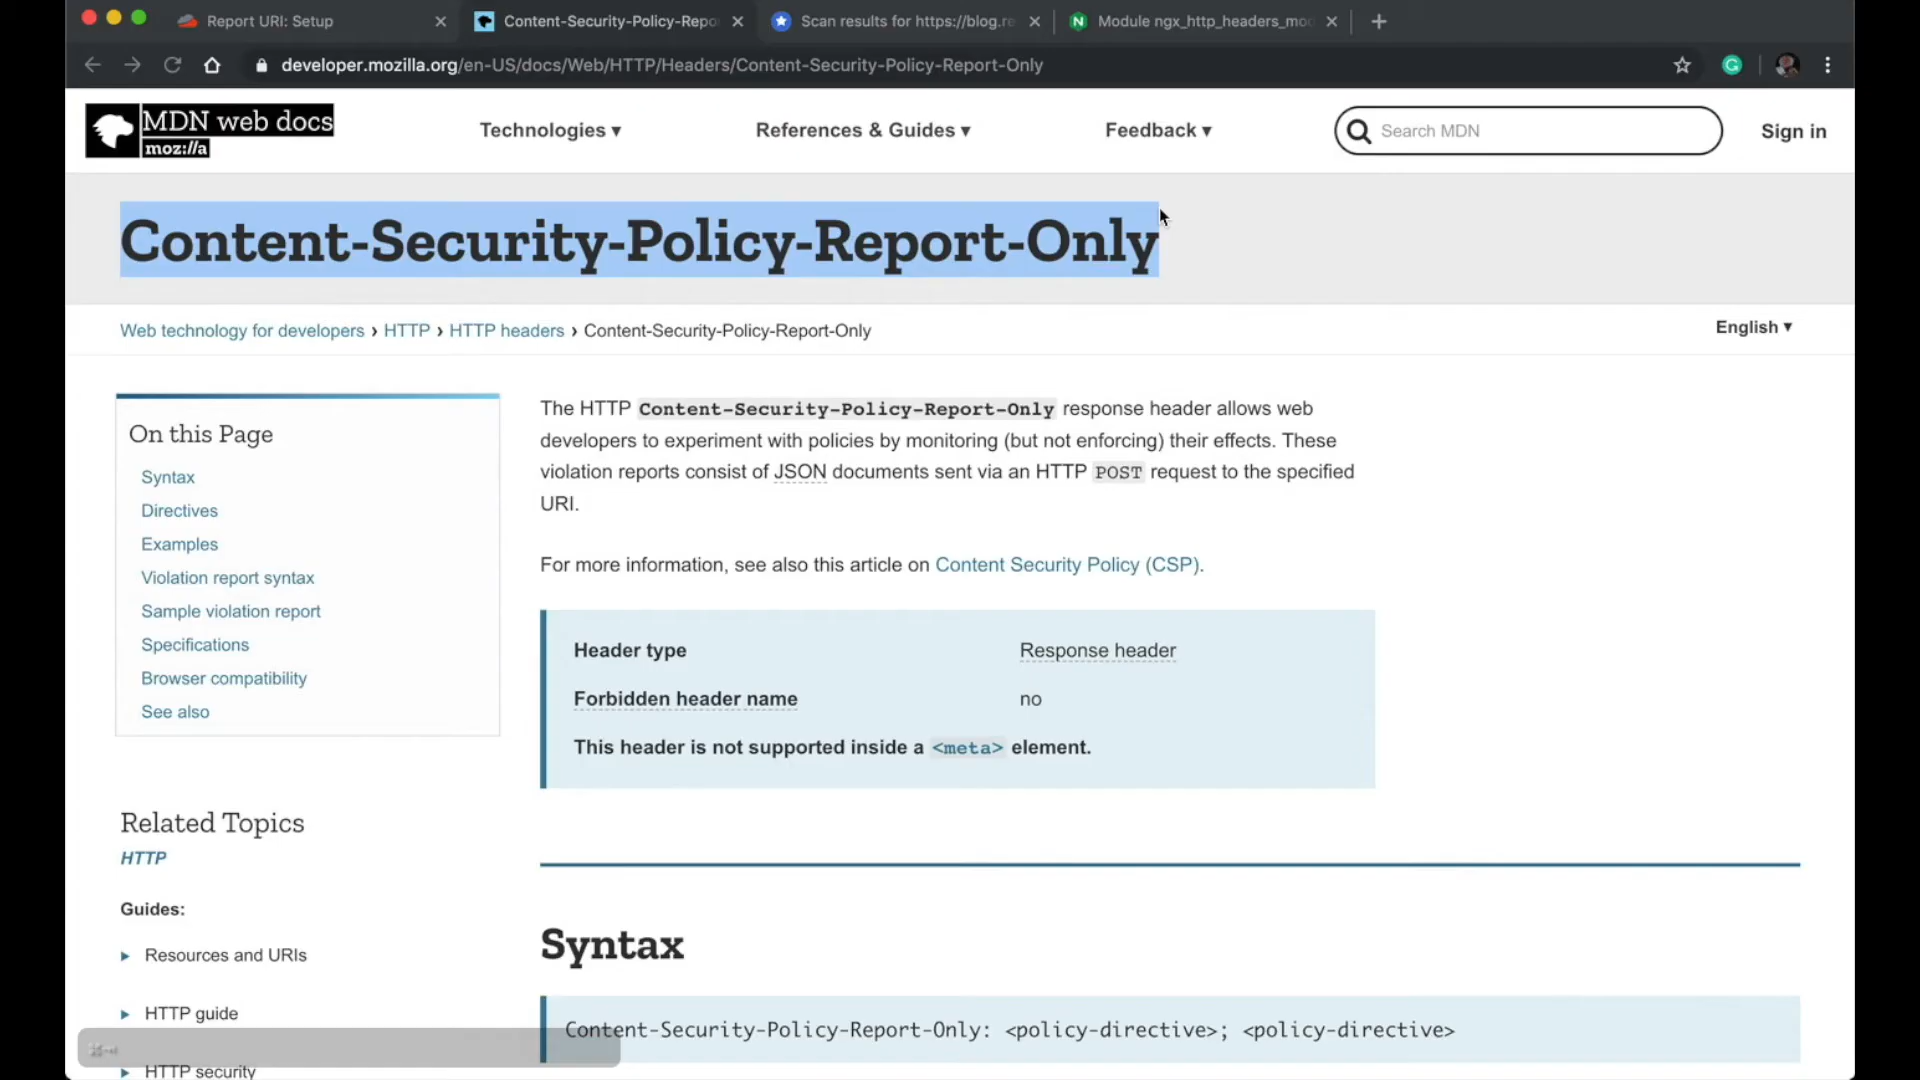 Report URI: Setup
Content-Security-Policy-Repo
Scan results for https://blog.re
Module ngx_http_headers_mo
developer.mozilla.org/en-US/docs/Web/HTTP/Headers/Content-Security-Policy-Report-Only
MDN web docs
moz://a
Technologies ▾
References & Guides ▾
Feedback ▾
Search MDN
Sign in
Content-Security-Policy-Report-Only
Web technology for developers › HTTP › HTTP headers › Content-Security-Policy-Report-Only
English ▾
On this Page
Syntax
Directives
Examples
Violation report syntax
Sample violation report
Specifications
Browser compatibility
See also
Related Topics
HTTP
Guides:
Resources and URIs
HTTP guide
HTTP security
The HTTP Content-Security-Policy-Report-Only response header allows web
developers to experiment with policies by monitoring (but not enforcing) their effects. These
violation reports consist of JSON documents sent via an HTTP POST request to the specified
URI.
For more information, see also this article on Content Security Policy (CSP).
Header type Response header
Forbidden header name no
This header is not supported inside a <meta> element.
Syntax
Content-Security-Policy-Report-Only: <policy-directive>; <policy-directive>